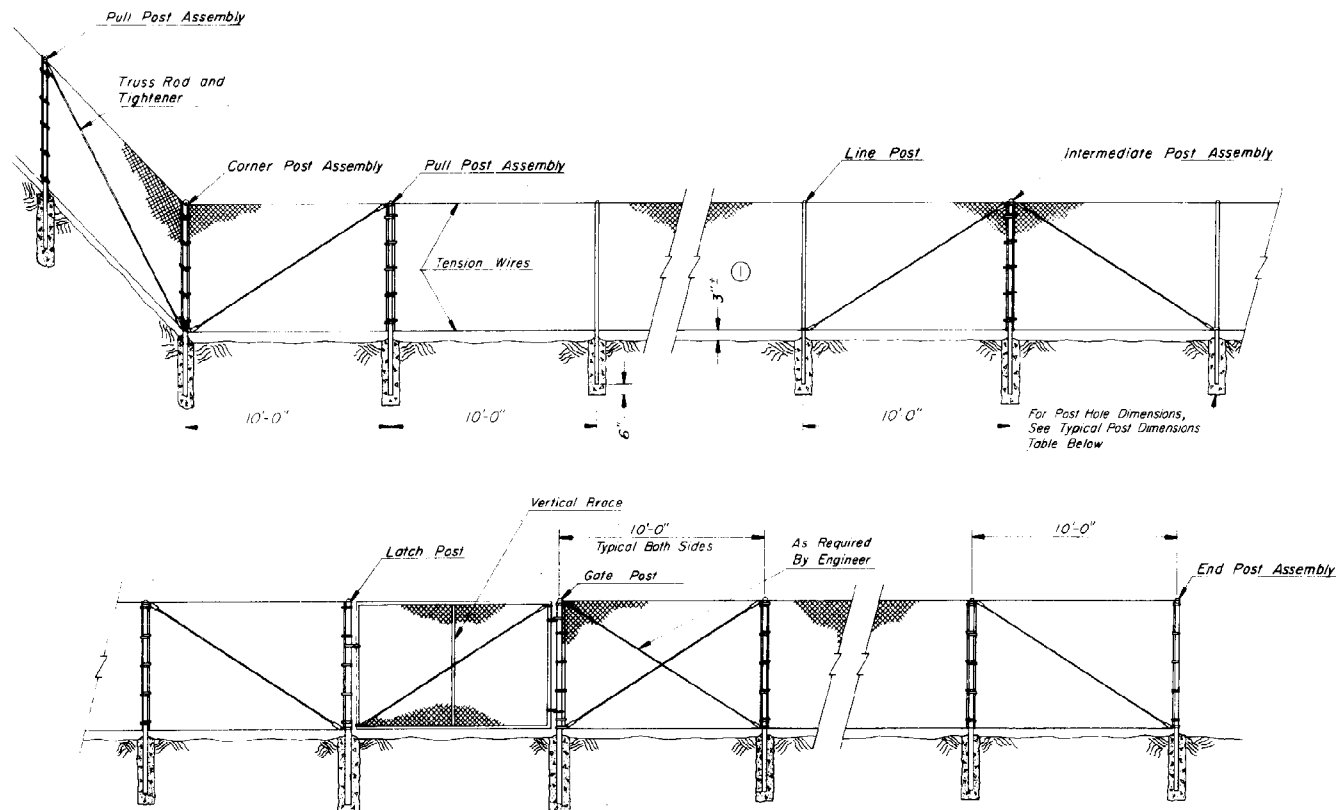 Pull Post Assembly
Truss Rod and
Tightener
Corner Post Assembly
Pull Post Assembly
Line Post
Intermediate Post Assembly
Tension Wires
3"±
1
10'-0"
10'-0"
6"
10'-0"
For Post Hole Dimensions,
See Typical Post Dimensions
Table Below
Vertical Brace
Latch Post
10'-0"
Typical Both Sides
Gate Post
As Required
By Engineer
10'-0"
End Post Assembly